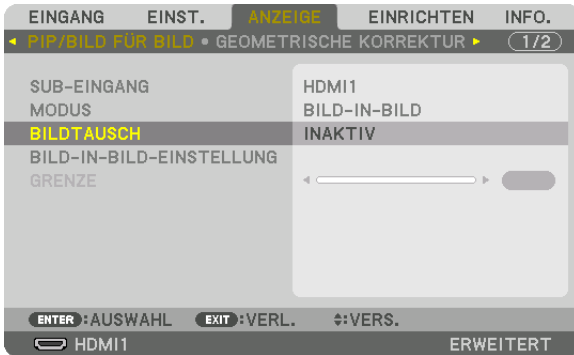 EINGANG EINST. ANZEIGE EINRICHTEN INFO.
PIP/BILD FÜR BILD • GEOMETRISCHE KORREKTUR 1/2
SUB-EINGANG HDMI1
MODUS BILD-IN-BILD
BILDTAUSCH INAKTIV
BILD-IN-BILD-EINSTELLUNG
GRENZE
ENTER :AUSWAHL EXIT :VERL. :VERS.
HDMI1 ERWEITERT